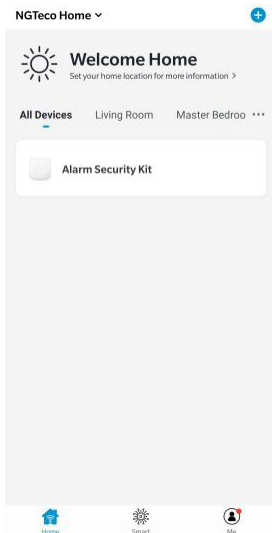 NGTeco Home
Welcome Home
Set your home location for more information >
All Devices Living Room Master Bedroo ...
Alarm Security Kit
Home Smart Me